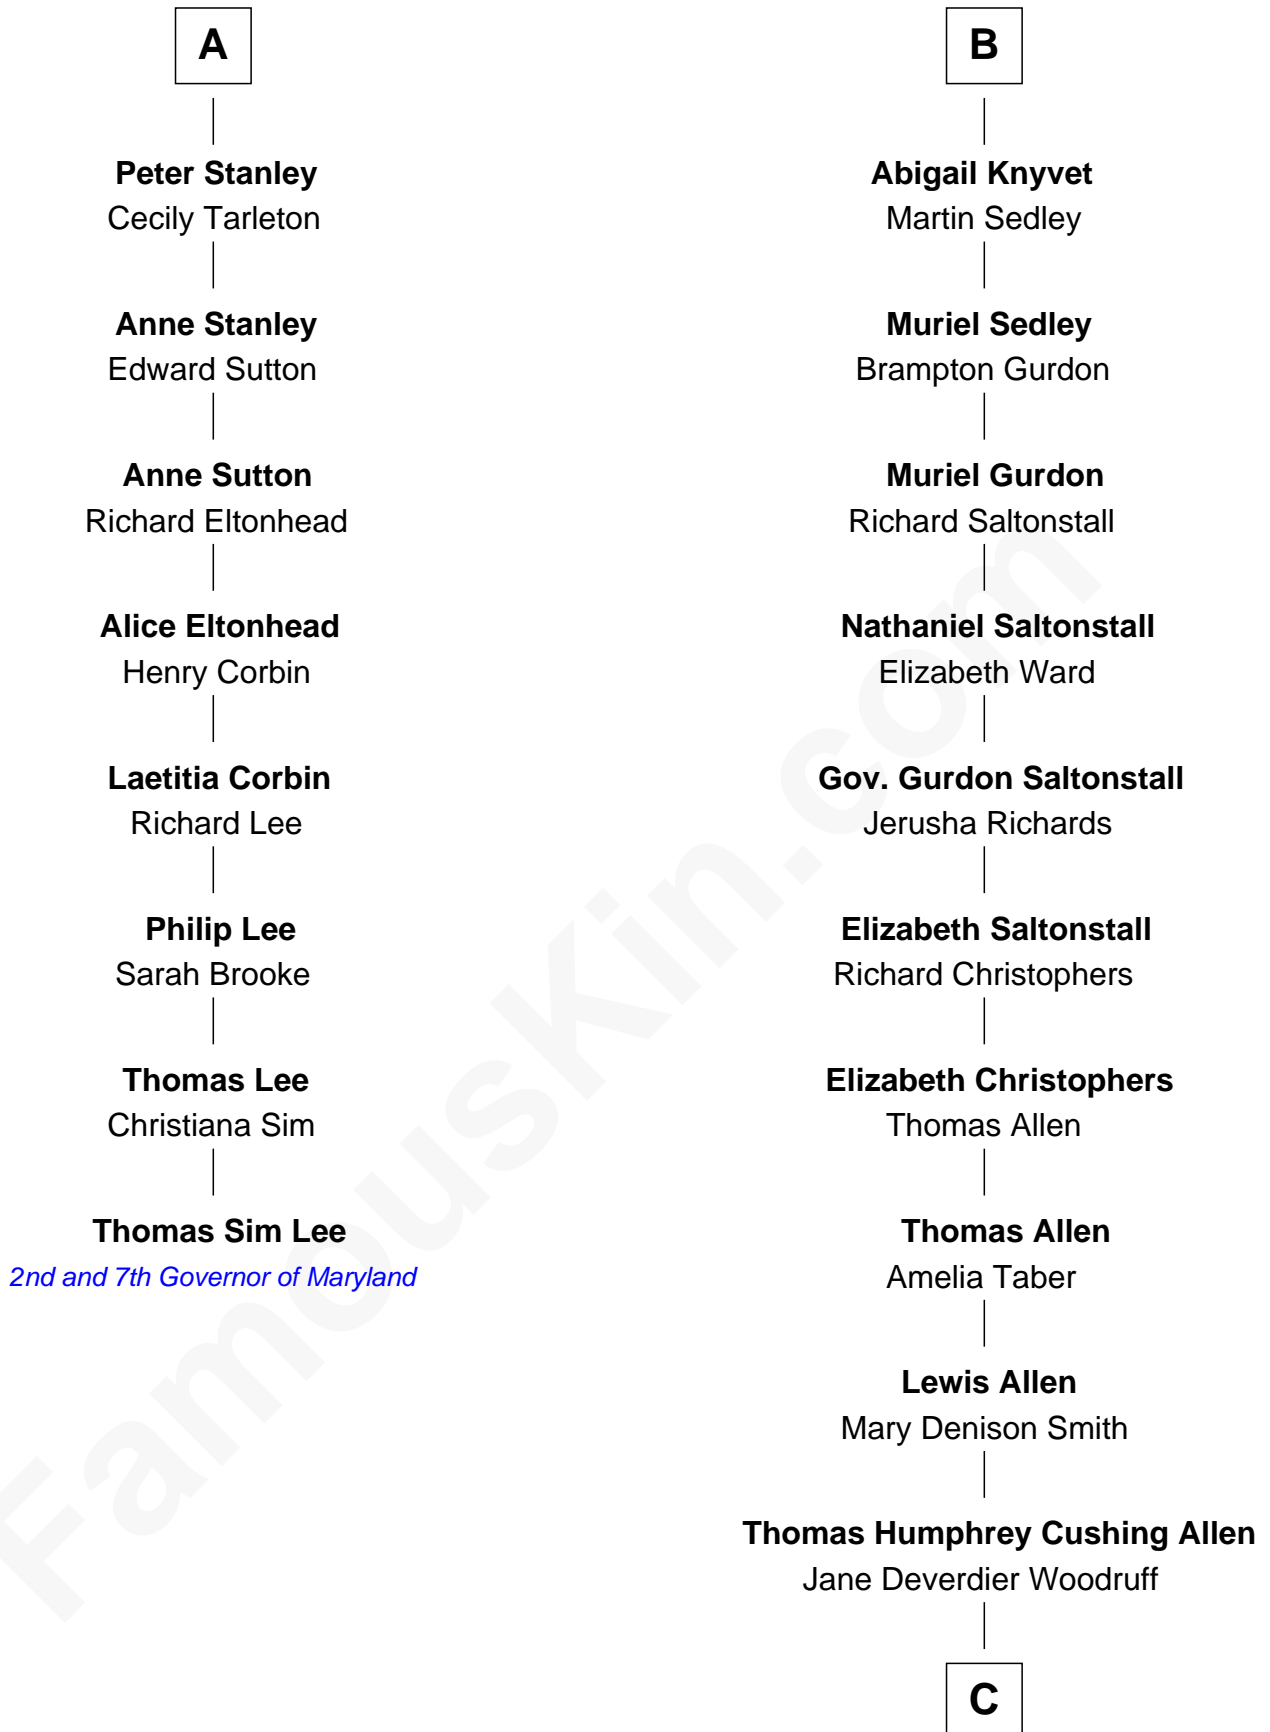 A
Peter Stanley
Cecily Tarleton
Anne Stanley
Edward Sutton
Anne Sutton
Richard Eltonhead
Alice Eltonhead
Henry Corbin
Laetitia Corbin
Richard Lee
Philip Lee
Sarah Brooke
Thomas Lee
Christiana Sim
Thomas Sim Lee
2nd and 7th Governor of Maryland
B
Abigail Knyvet
Martin Sedley
Muriel Sedley
Brampton Gurdon
Muriel Gurdon
Richard Saltonstall
Nathaniel Saltonstall
Elizabeth Ward
Gov. Gurdon Saltonstall
Jerusha Richards
Elizabeth Saltonstall
Richard Christophers
Elizabeth Christophers
Thomas Allen
Thomas Allen
Amelia Taber
Lewis Allen
Mary Denison Smith
Thomas Humphrey Cushing Allen
Jane Deverdier Woodruff
C
FamousKin.com